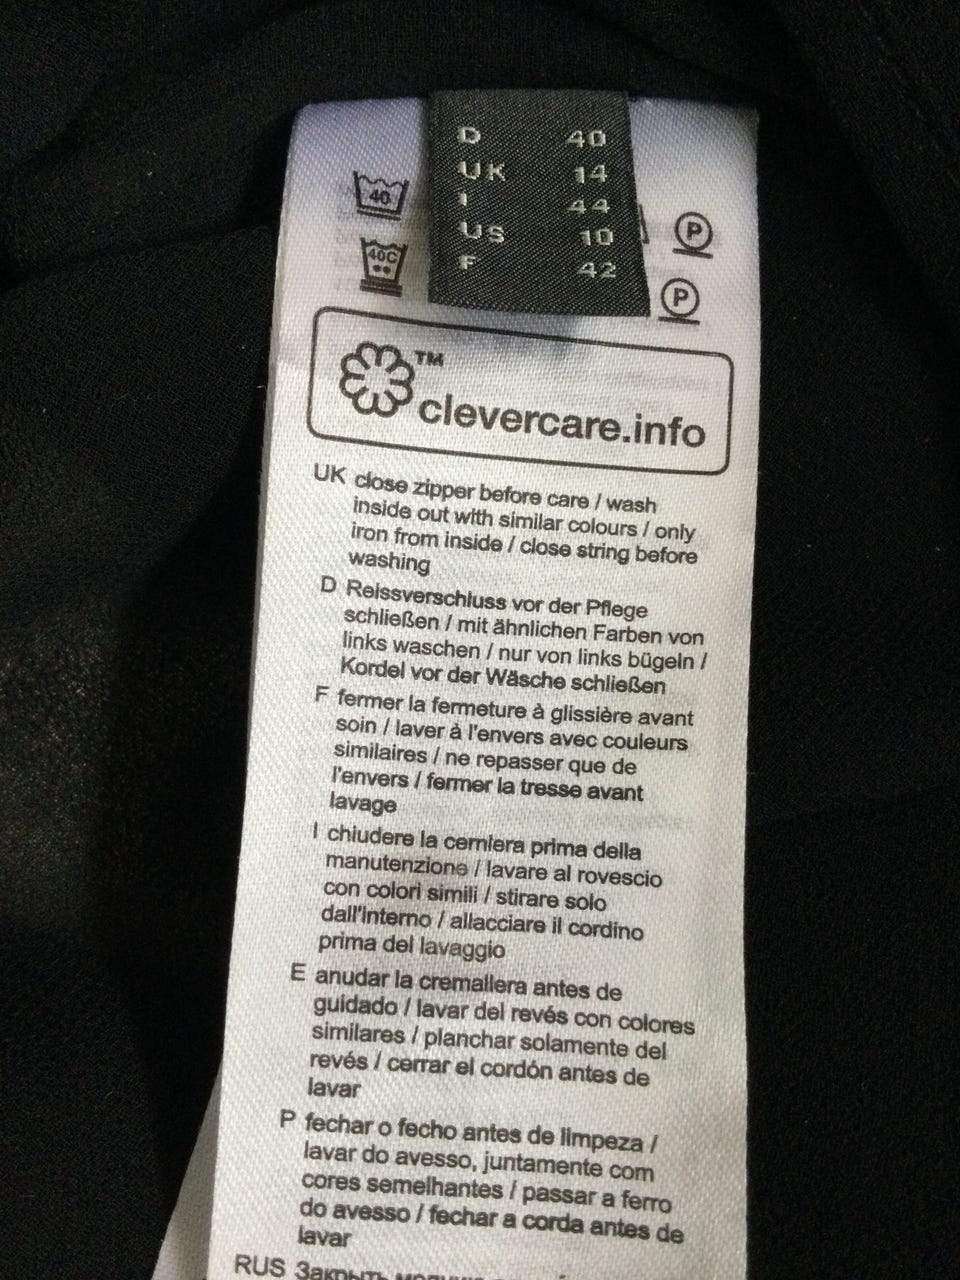 D 40
UK 14
I 44
US 10
F 42
40
40C
P
P
TM
clevercare.info
UK close zipper before care / wash
inside out with similar colours / only
iron from inside / close string before
washing
D Reissverschluss vor der Pflege
schließen / mit ähnlichen Farben von
links waschen / nur von links bügeln /
Kordel vor der Wäsche schließen
F fermer la fermeture à glissière avant
soin / laver à l'envers avec couleurs
similaires / ne repasser que de
l'envers / fermer la tresse avant
lavage
I chiudere la cerniera prima della
manutenzione / lavare al rovescio
con colori simili / stirare solo
dall'interno / allacciare il cordino
prima del lavaggio
E anudar la cremallera antes de
guidado / lavar del revés con colores
similares / planchar solamente del
revés / cerrar el cordón antes de
lavar
P fechar o fecho antes de limpeza /
lavar do avesso, juntamente com
cores semelhantes / passar a ferro
do avesso / fechar a corda antes de
lavar
RUS Закрыть